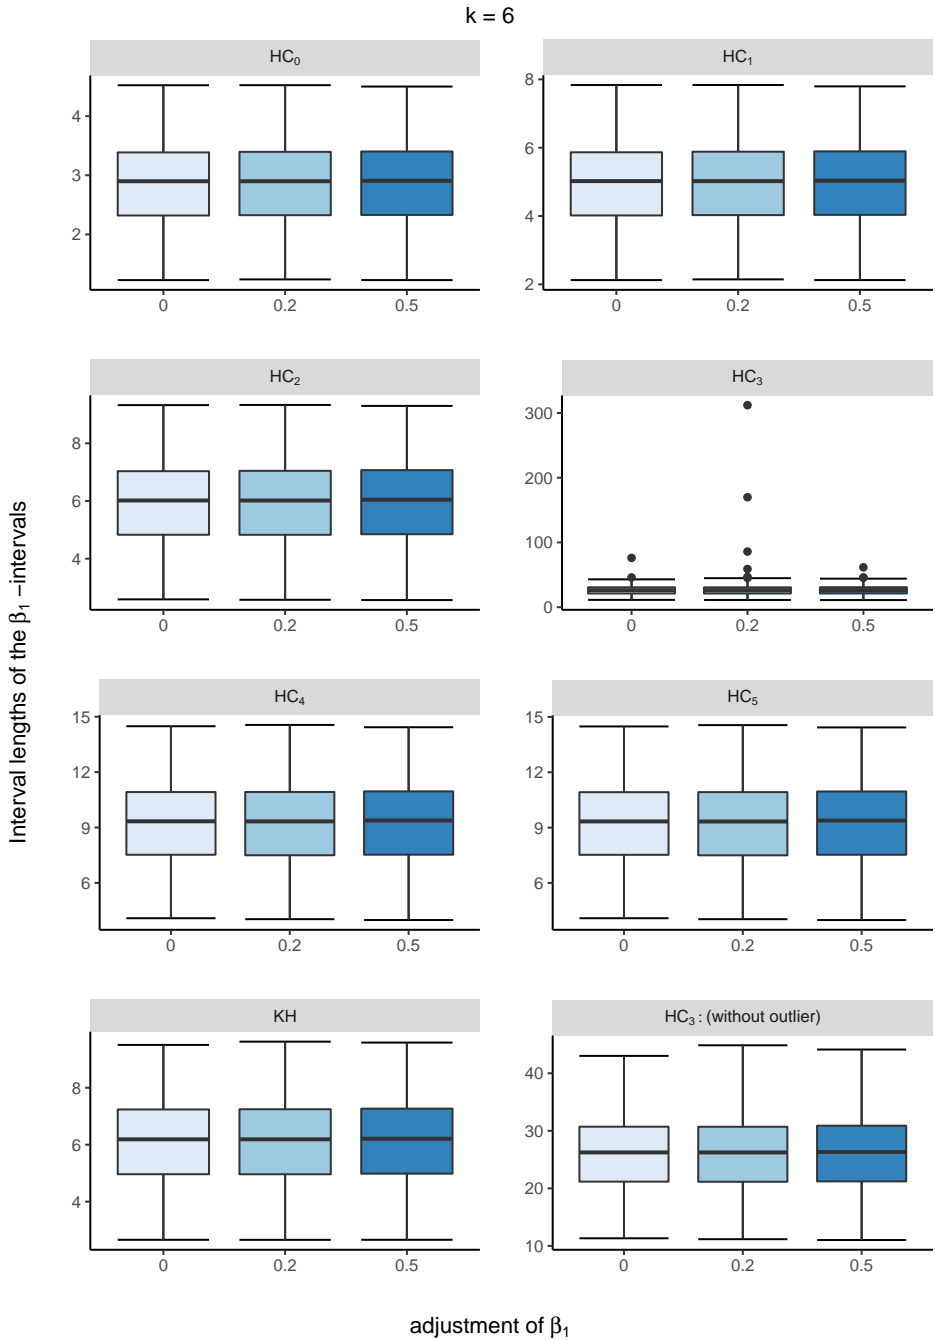 k = 6
HC₀
HC₁
4
3
2
8
6
4
2
0 0.2 0.5
0 0.2 0.5
HC₂
HC₃
8
6
4
300
200
100
0
0 0.2 0.5
0 0.2 0.5
Interval lengths of the β₁ −intervals
HC₄
HC₅
15
12
9
6
15
12
9
6
0 0.2 0.5
0 0.2 0.5
KH
HC₃ : (without outlier)
8
6
4
40
30
20
10
0 0.2 0.5
0 0.2 0.5
adjustment of β₁